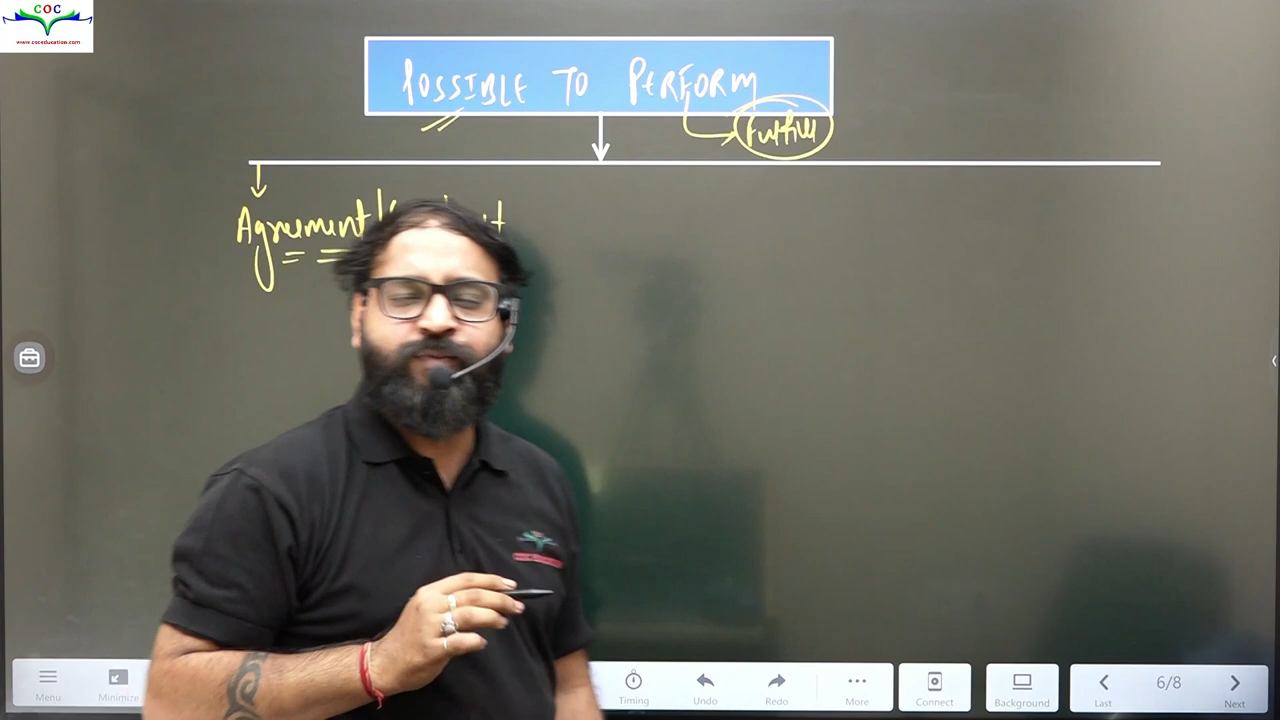 COC
www.coceducation.com
POSSIBLE TO PERFORM
Fulfill
Agreement
Menu
Minimize
Timing
Undo
Redo
More
Connect
Background
Last
6/8
Next